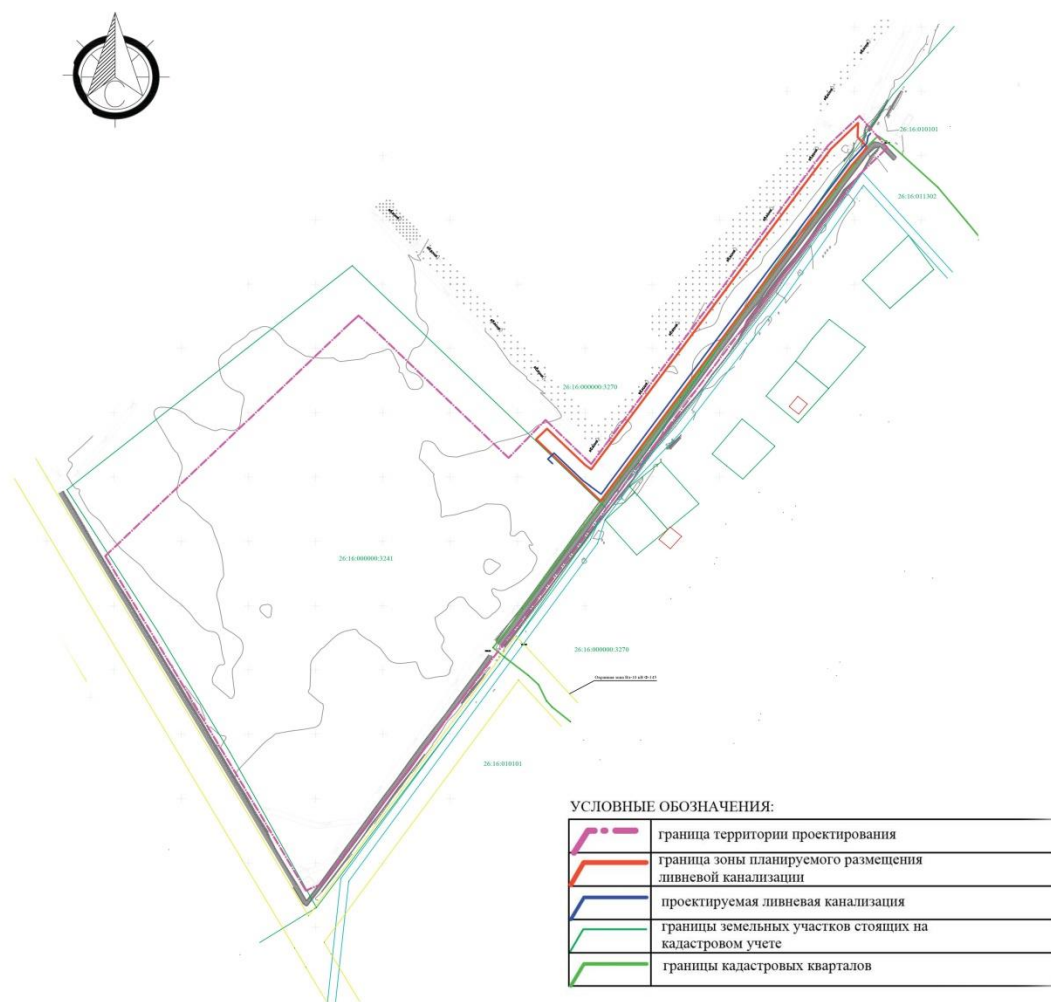 С
26:16:010101
26:16:011302
26:16:000000:3270
26:16:000000:3241
26:16:000000:3270
26:16:010101
УСЛОВНЫЕ ОБОЗНАЧЕНИЯ:
граница территории проектирования
граница зоны планируемого размещения
ливневой канализации
проектируемая ливневая канализация
границы земельных участков стоящих на
кадастровом учете
границы кадастровых кварталов